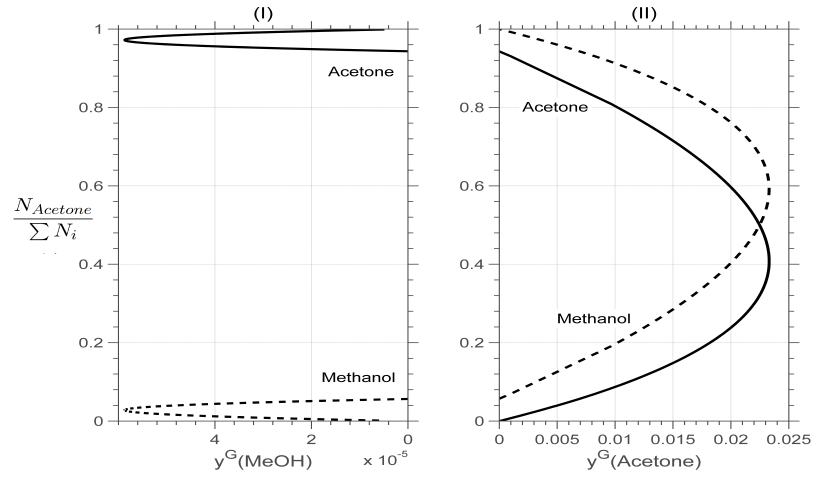 (I)
(II)
1
0.8
0.6
0.4
0.2
0
Acetone
Methanol
N_{Acetone}
∑ N_i
4
2
0
y^G(MeOH)
x 10^{-5}
1
0.8
0.6
0.4
0.2
0
Acetone
Methanol
0 0.005 0.01 0.015 0.02 0.025
y^G(Acetone)